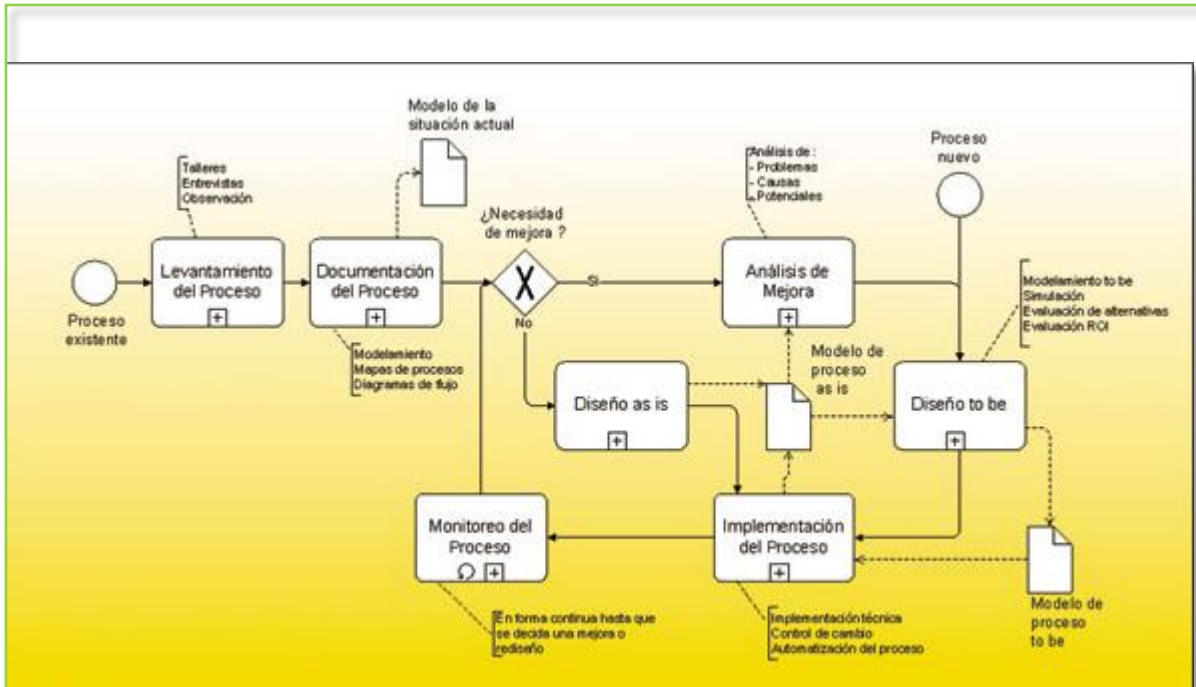 Modelo de la
situación actual
Talleres
Entrevistas
Observación
¿Necesidad
de mejora ?
Análisis de :
- Problemas
- Causas
- Potenciales
Proceso
nuevo
Levantamiento
del Proceso
Documentación
del Proceso
Si
Análisis de
Mejora
Modelamiento to be
Simulación
Evaluación de alternativas
Evaluación ROI
Proceso
existente
No
Modelamiento
Mapas de procesos
Diagramas de flujo
Modelo de
proceso
as is
Diseño as is
Diseño to be
Monitoreo del
Proceso
Implementación
del Proceso
En forma continua hasta que
se decida una mejora o
rediseño
Implementación técnica
Control de cambio
Automatización del proceso
Modelo de
proceso
to be